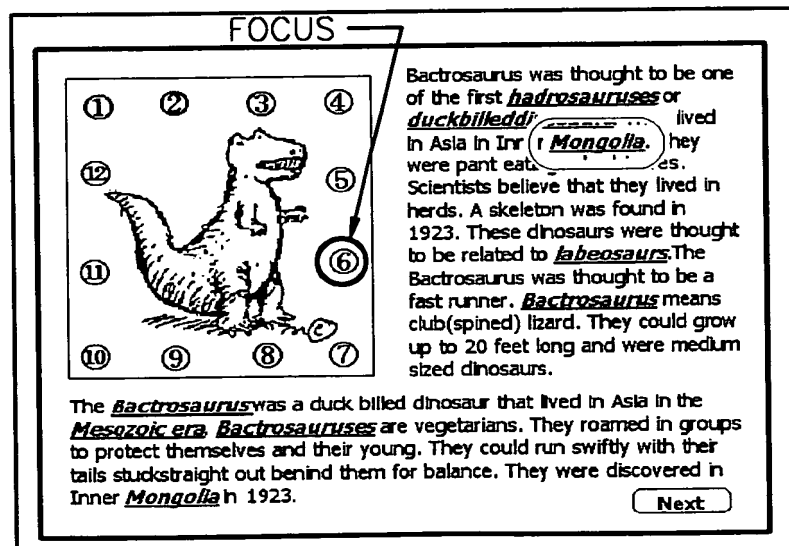 FOCUS
① ② ③ ④
⑫ ⑤
⑪ ⑥
⑩ ⑨ ⑧ ⑦
Bactrosaurus was thought to be one
of the first hadrosauruses or
lived
in Asia in Mongolia. hey
were pant
Scientists believe that they lived in
herds. A skeleton was found in
1923. These dinosaurs were thought
to be related to labeosaurs.The
Bactrosaurus was thought to be a
fast runner. Bactrosaurus means
club(spined) lizard. They could grow
up to 20 feet long and were medium
sized dinosaurs.
The Bactrosaurus was a duck billed dinosaur that lived in Asia in the
Mesozoic era. Bactrosauruses are vegetarians. They roamed in groups
to protect themselves and their young. They could run swiftly with their
tails stuckstraight out benind them for balance. They were discovered in
Inner Mongolia in 1923.
Next